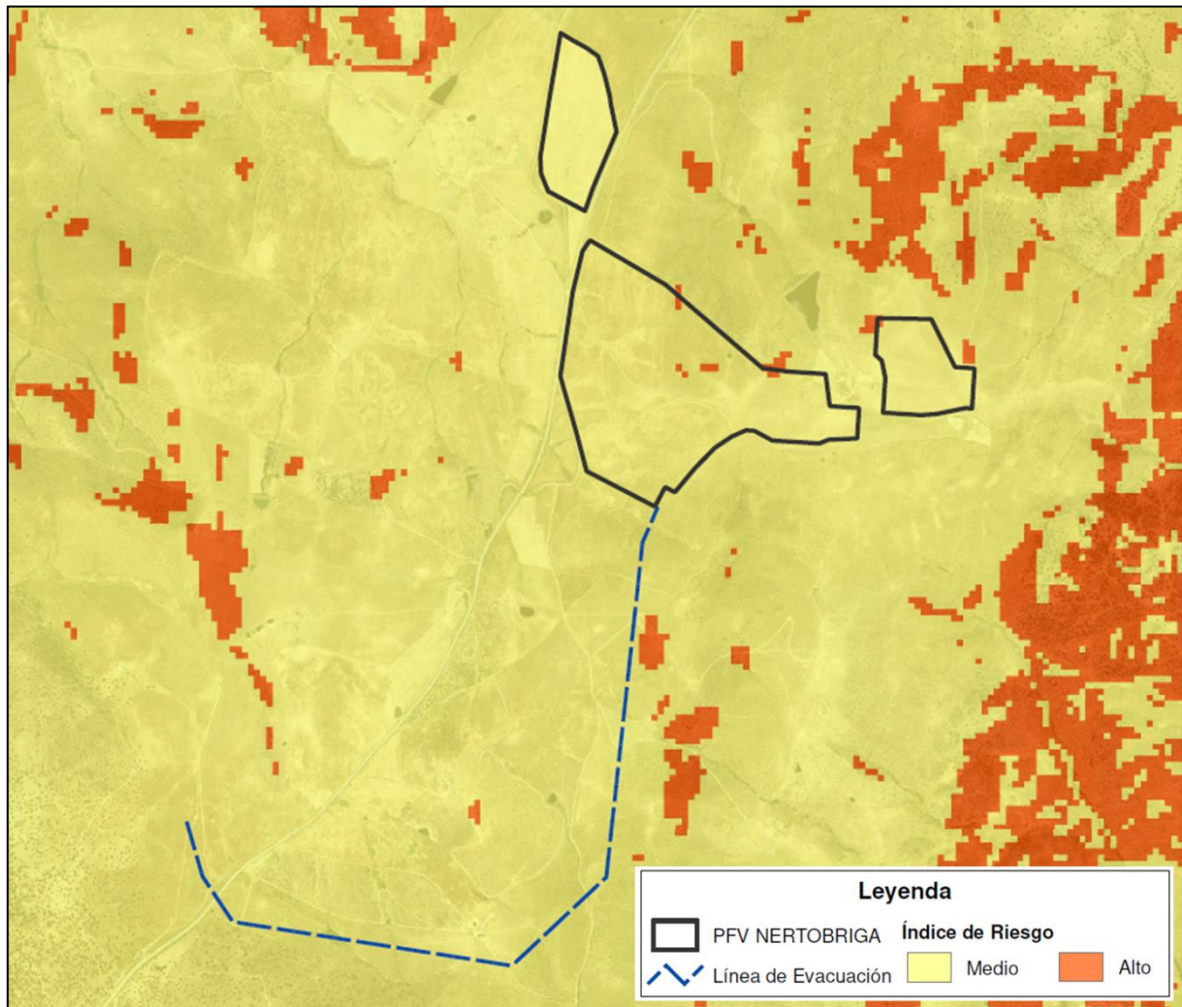 Leyenda
PFV NERTOBRIGA
Índice de Riesgo
Línea de Evacuación
Medio
Alto